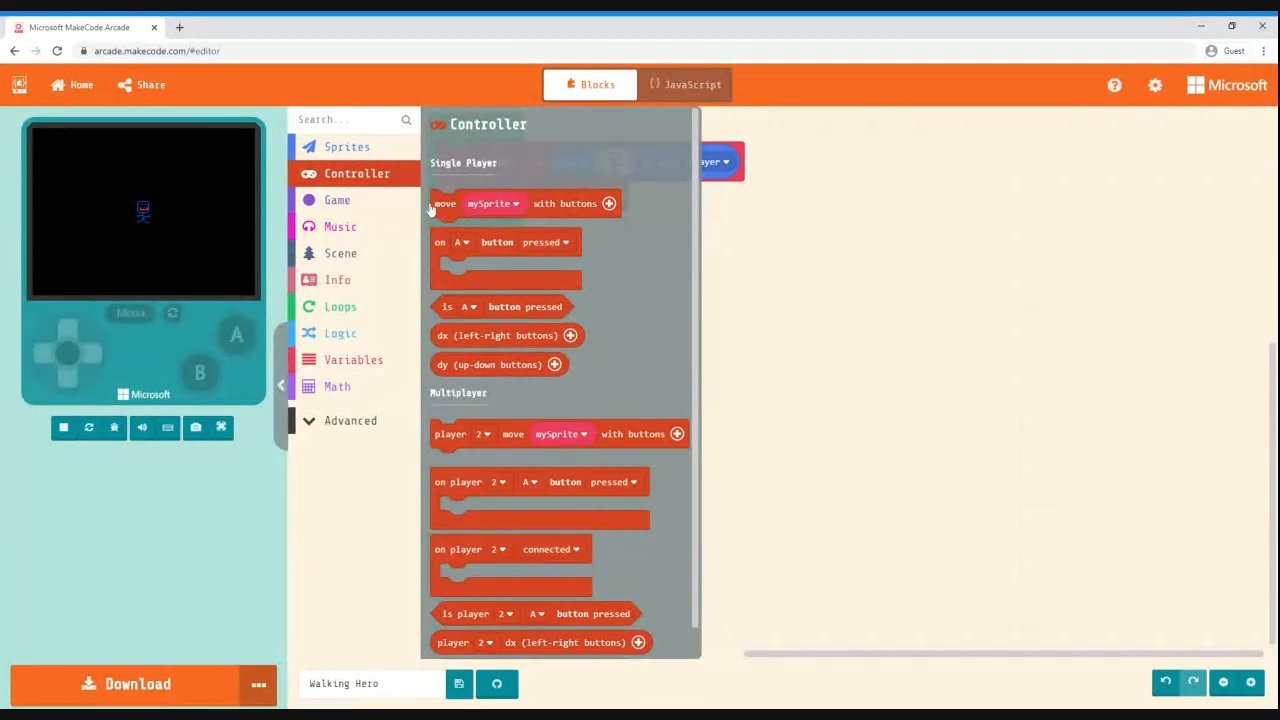 Microsoft MakeCode Arcade
arcade.makecode.com/#editor
Guest
Home
Share
Blocks
{} JavaScript
Microsoft
Search...
Sprites
Controller
Game
Music
Scene
Info
Loops
Logic
Variables
Math
Advanced
Controller
Single Player
ayer
move mySprite with buttons
on A button pressed
is A button pressed
dx (left-right buttons)
dy (up-down buttons)
Multiplayer
player 2 move mySprite with buttons
on player 2 A button pressed
on player 2 connected
is player 2 A button pressed
player 2 dx (left-right buttons)
Menu
A
B
Microsoft
Download
Walking Hero